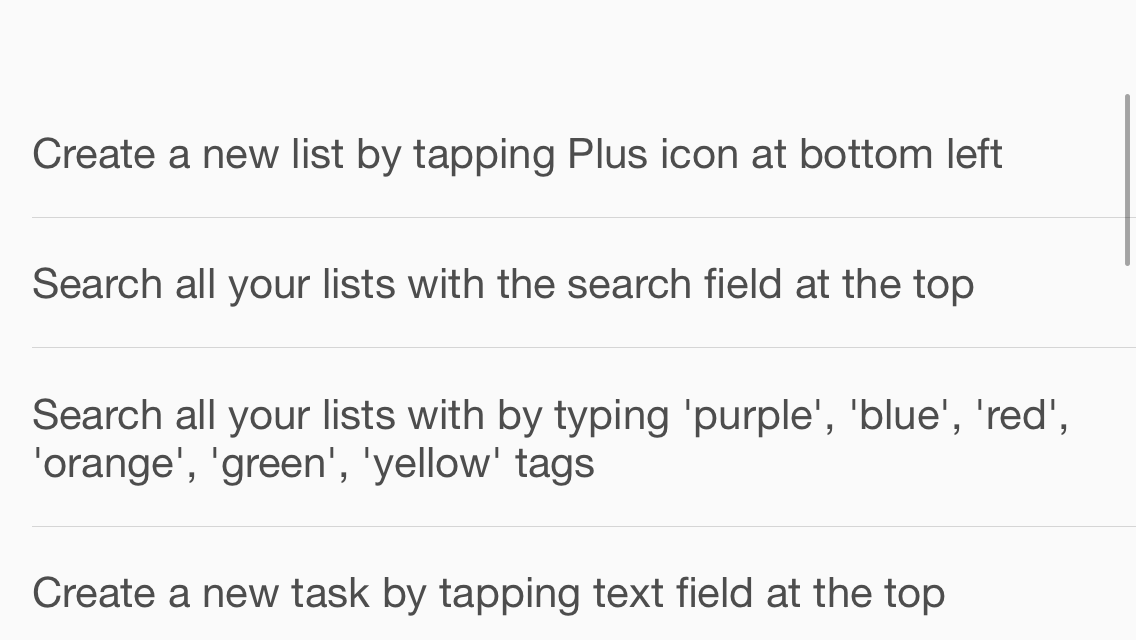 Create a new list by tapping Plus icon at bottom left
Search all your lists with the search field at the top
Search all your lists with by typing 'purple', 'blue', 'red',
'orange', 'green', 'yellow' tags
Create a new task by tapping text field at the top